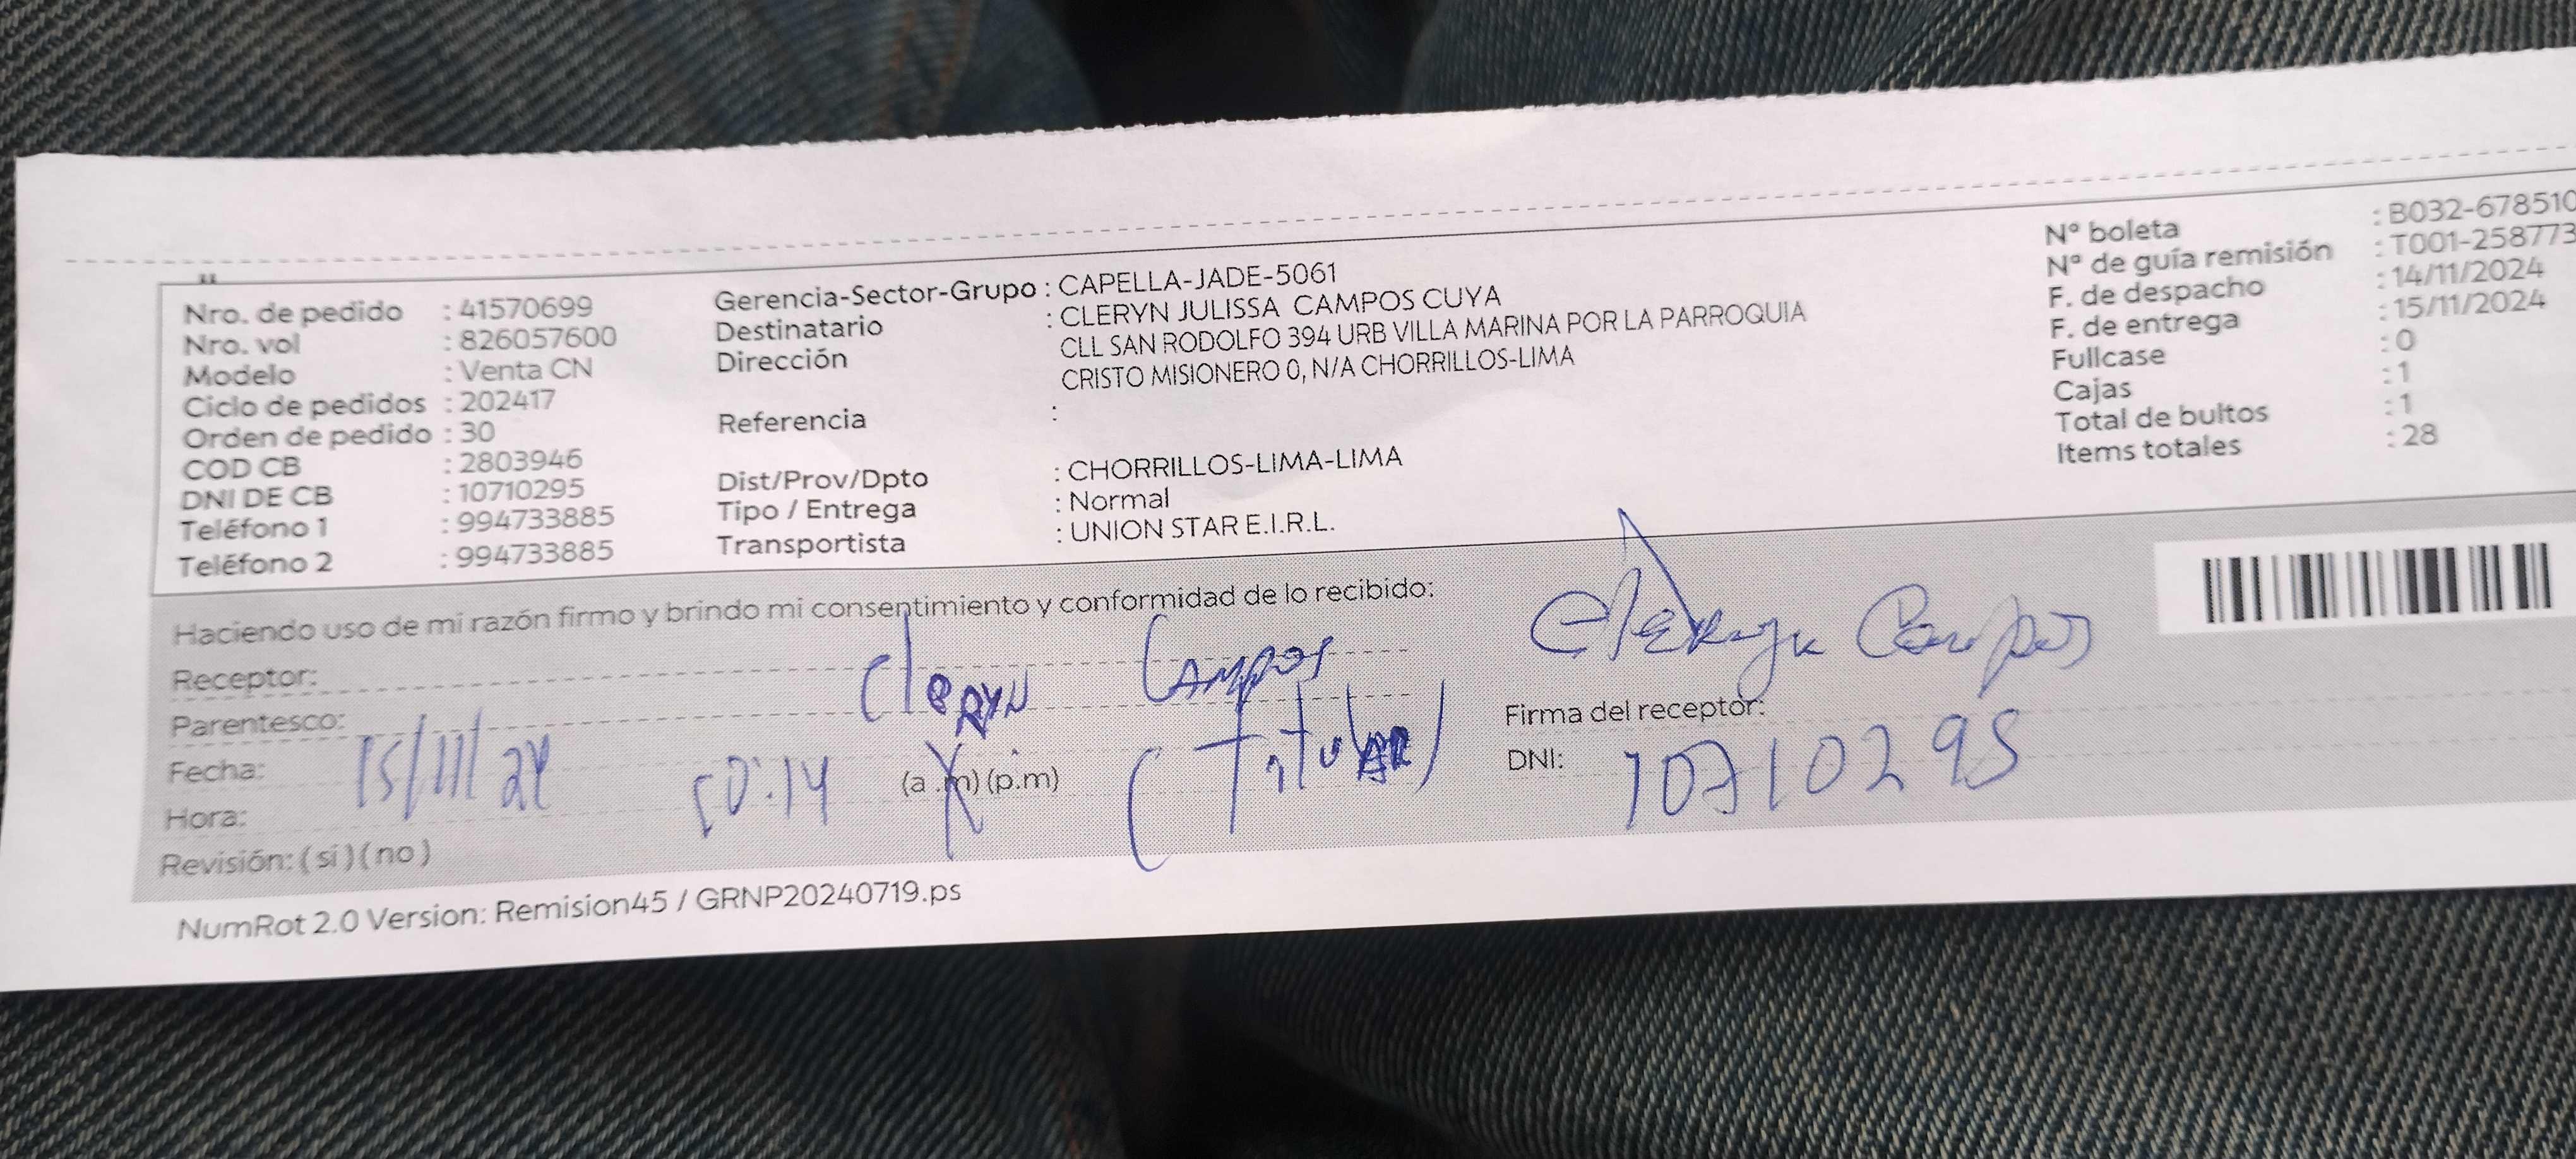 Nro. de pedido : 41570699
Nro. vol : 826057600
Modelo : Venta CN
Ciclo de pedidos : 202417
Orden de pedido : 30
COD CB : 2803946
DNI DE CB : 10710295
Teléfono 1 : 994733885
Teléfono 2 : 994733885
Gerencia-Sector-Grupo : CAPELLA-JADE-5061
Destinatario : CLERYN JULISSA CAMPOS CUYA
Dirección CLL SAN RODOLFO 394 URB VILLA MARINA POR LA PARROQUIA
CRISTO MISIONERO 0, N/A CHORRILLOS-LIMA
Referencia :
Dist/Prov/Dpto : CHORRILLOS-LIMA-LIMA
Tipo / Entrega : Normal
Transportista : UNION STAR E.I.R.L.
Nº boleta : B032-678510
Nº de guía remisión : T001-258773
F. de despacho : 14/11/2024
F. de entrega : 15/11/2024
Fullcase : 0
Cajas : 1
Total de bultos : 1
Items totales : 28
Haciendo uso de mi razón firmo y brindo mi consentimiento y conformidad de lo recibido:
Receptor: Cleryn Campos
Parentesco: (Titular)
Fecha: 15/11/24
Hora: 10:14 (a .m) (p.m)
Revisión: ( si ) ( no )
Cleryn Campos
Firma del receptor:
DNI: 10710295
NumRot 2.0 Version: Remision45 / GRNP20240719.ps